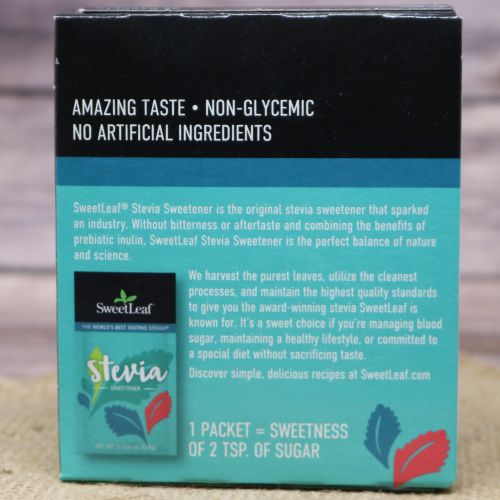 AMAZING TASTE • NON-GLYCEMIC
NO ARTIFICIAL INGREDIENTS
SweetLeaf® Stevia Sweetener is the original stevia sweetener that sparked
an industry. Without bitterness or aftertaste and combining the benefits of
prebiotic inulin, SweetLeaf Stevia Sweetener is the perfect balance of nature
and science.
We harvest the purest leaves, utilize the cleanest
processes, and maintain the highest quality standards
to give you the award-winning stevia SweetLeaf is
known for. It's a sweet choice if you're managing blood
sugar, maintaining a healthy lifestyle, or committed to
a special diet without sacrificing taste.
Discover simple, delicious recipes at SweetLeaf.com
SweetLeaf
THE WORLD'S BEST TASTING STEVIA®
stevia
SWEETENER
NET WT
1 PACKET = SWEETNESS
OF 2 TSP. OF SUGAR